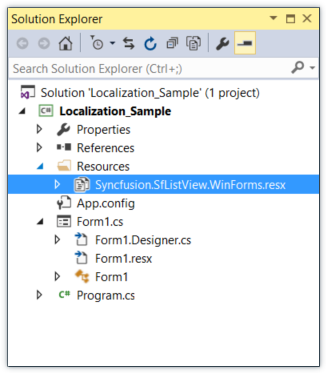 Solution Explorer
Search Solution Explorer (Ctrl+;)
Solution 'Localization_Sample' (1 project)
C# Localization_Sample
Properties
References
Resources
Syncfusion.SfListView.WinForms.resx
App.config
Form1.cs
Form1.Designer.cs
Form1.resx
Form1
C# Program.cs